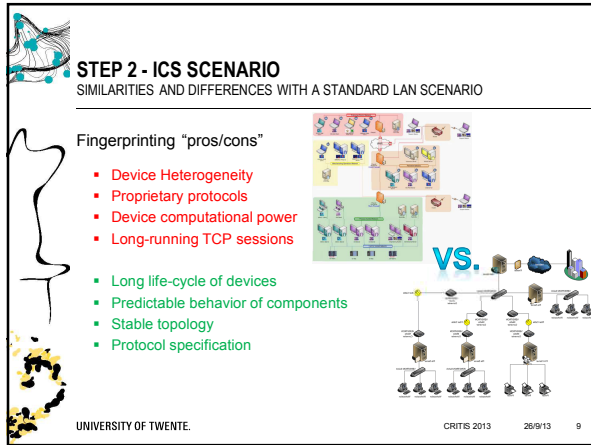 STEP 2 - ICS SCENARIO
SIMILARITIES AND DIFFERENCES WITH A STANDARD LAN SCENARIO
Fingerprinting “pros/cons”
▪ Device Heterogeneity
▪ Proprietary protocols
▪ Device computational power
▪ Long-running TCP sessions
▪ Long life-cycle of devices
▪ Predictable behavior of components
▪ Stable topology
▪ Protocol specification
VS.
UNIVERSITY OF TWENTE.
CRITIS 2013 26/9/13 9